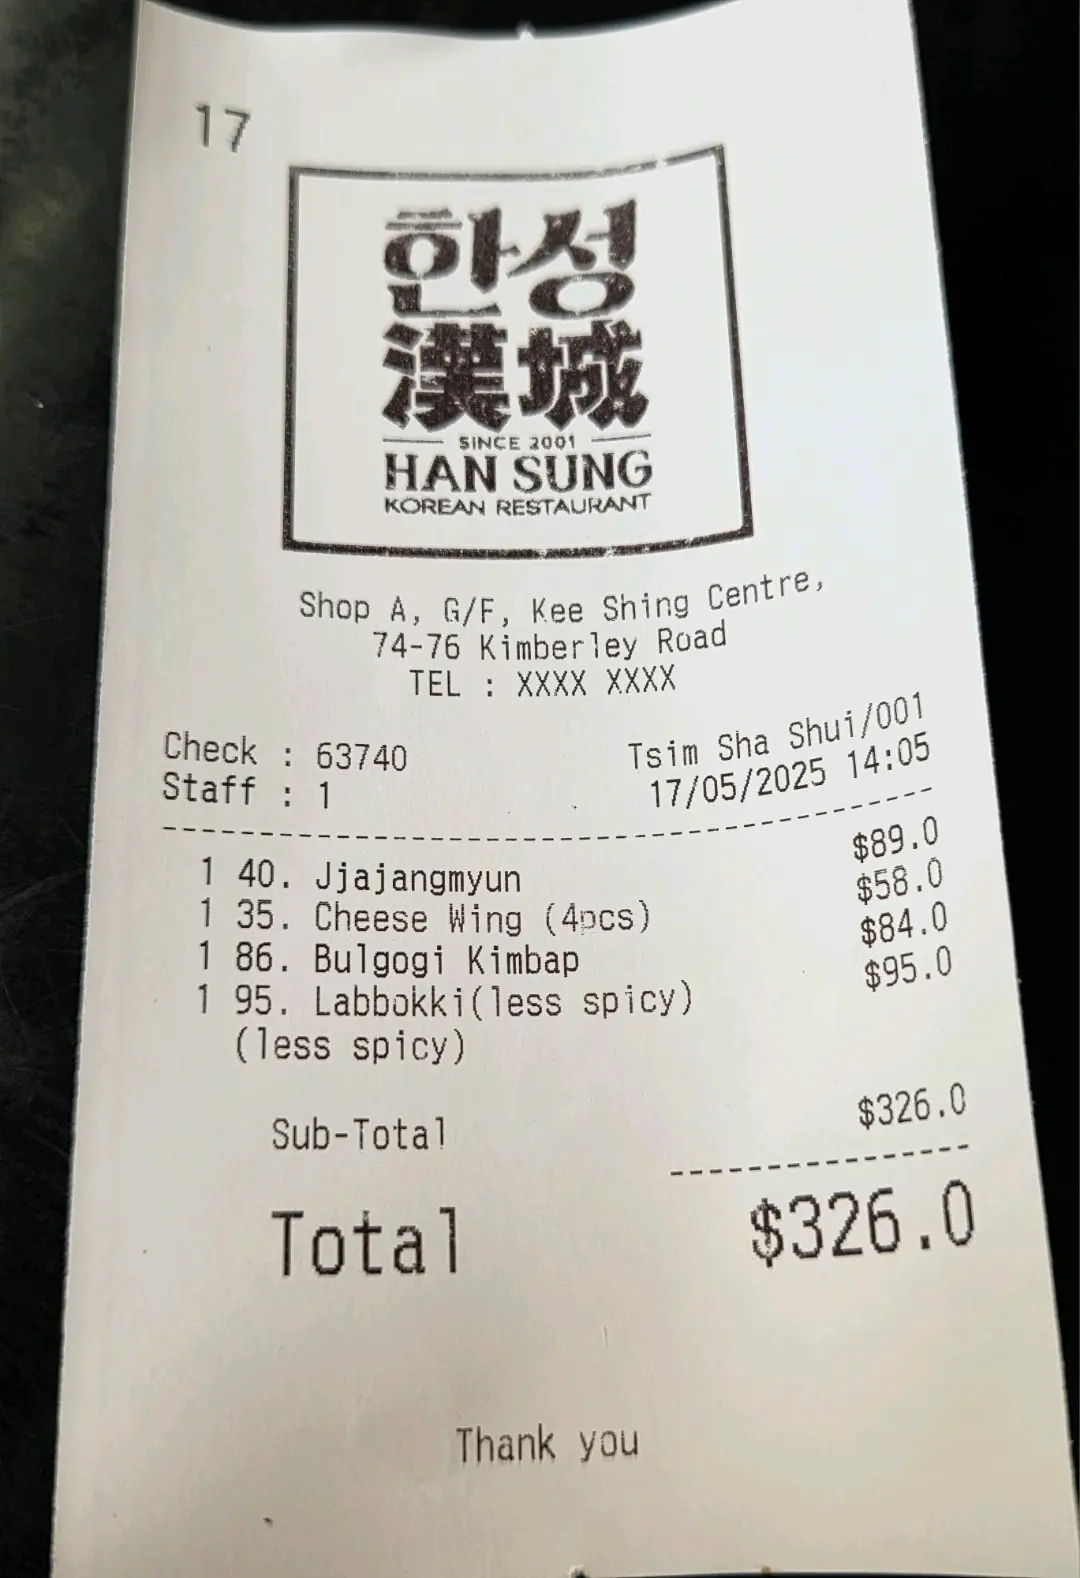 17
한성
漢城
SINCE 2001
HAN SUNG
KOREAN RESTAURANT
Shop A, G/F, Kee Shing Centre,
74-76 Kimberley Road
TEL : XXXX XXXX
Check : 63740 Tsim Sha Shui/001
Staff : 1 17/05/2025 14:05
1 40. Jjajangmyun $89.0
1 35. Cheese Wing (4pcs) $58.0
1 86. Bulgogi Kimbap $84.0
1 95. Labbokki(less spicy) $95.0
(less spicy)
Sub-Total $326.0
Total $326.0
Thank you